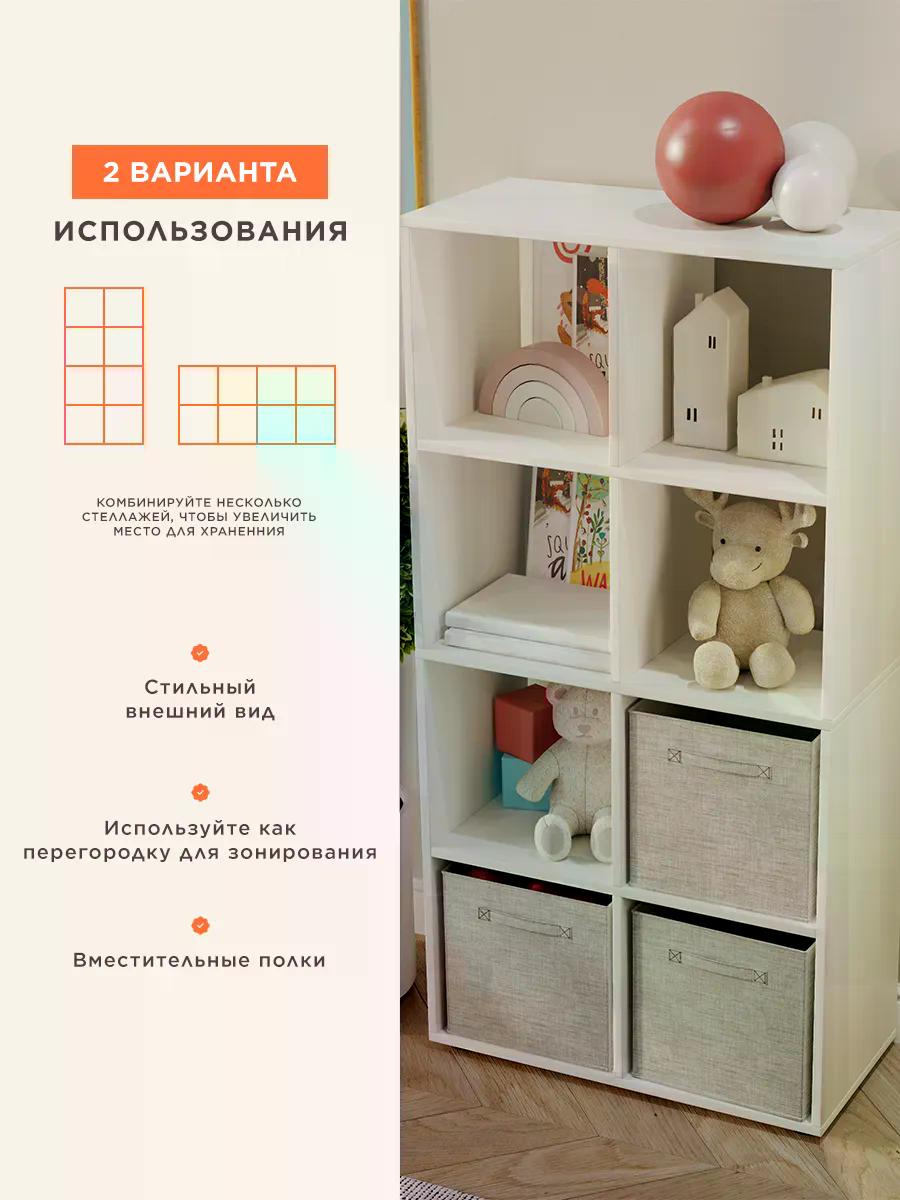 2 ВАРИАНТА
ИСПОЛЬЗОВАНИЯ
КОМБИНИРУЙТЕ НЕСКОЛЬКО
СТЕЛЛАЖЕЙ, ЧТОБЫ УВЕЛИЧИТЬ
МЕСТО ДЛЯ ХРАНЕННИЯ
Стильный
внешний вид
Используйте как
перегородку для зонирования
Вместительные полки